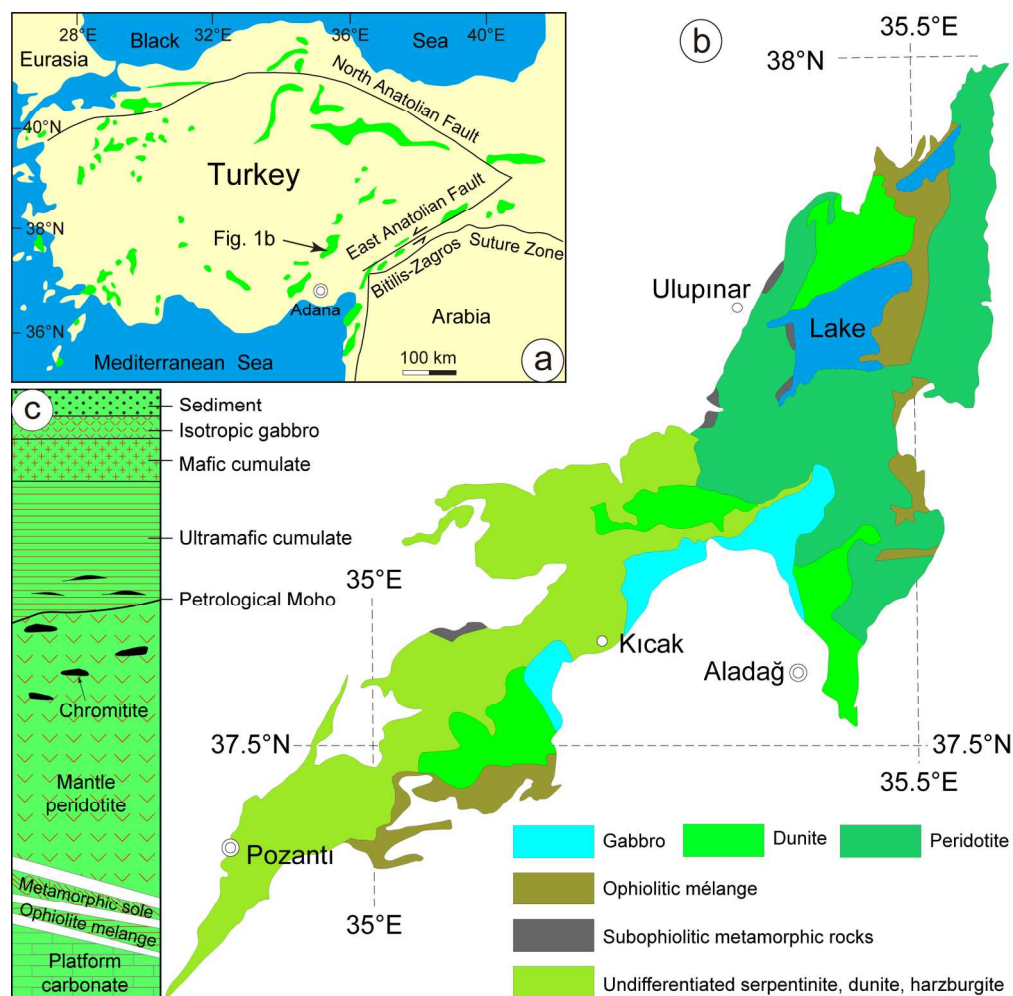 28°E
32°E
36°E
40°E
Black
Sea
Eurasia
North Anatolian Fault
40°N
Turkey
East Anatolian Fault
38°N
Fig. 1b
Bitilis-Zagros Suture Zone
Adana
36°N
Arabia
Mediterranean Sea
100 km
a
b
35.5°E
38°N
Ulupınar
Lake
35°E
Kıcak
Aladağ
37.5°N
37.5°N
35.5°E
Pozantı
35°E
Gabbro
Dunite
Peridotite
Ophiolitic mélange
Subophiolitic metamorphic rocks
Undifferentiated serpentinite, dunite, harzburgite
c
Sediment
Isotropic gabbro
Mafic cumulate
Ultramafic cumulate
Petrological Moho
Chromitite
Mantle
peridotite
Metamorphic sole
Ophiolite melange
Platform
carbonate